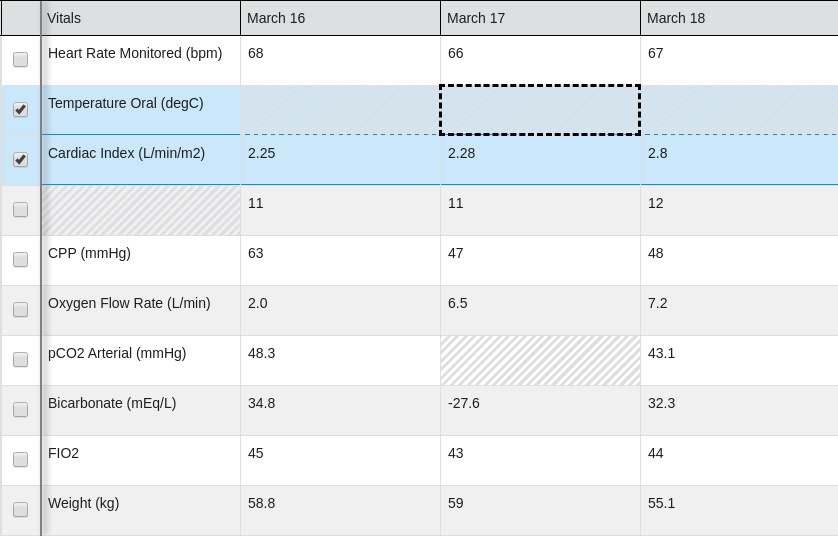 Vitals March 16 March 17 March 18
Heart Rate Monitored (bpm) 68 66 67
Temperature Oral (degC)
Cardiac Index (L/min/m2) 2.25 2.28 2.8
11 11 12
CPP (mmHg) 63 47 48
Oxygen Flow Rate (L/min) 2.0 6.5 7.2
pCO2 Arterial (mmHg) 48.3 43.1
Bicarbonate (mEq/L) 34.8 -27.6 32.3
FIO2 45 43 44
Weight (kg) 58.8 59 55.1